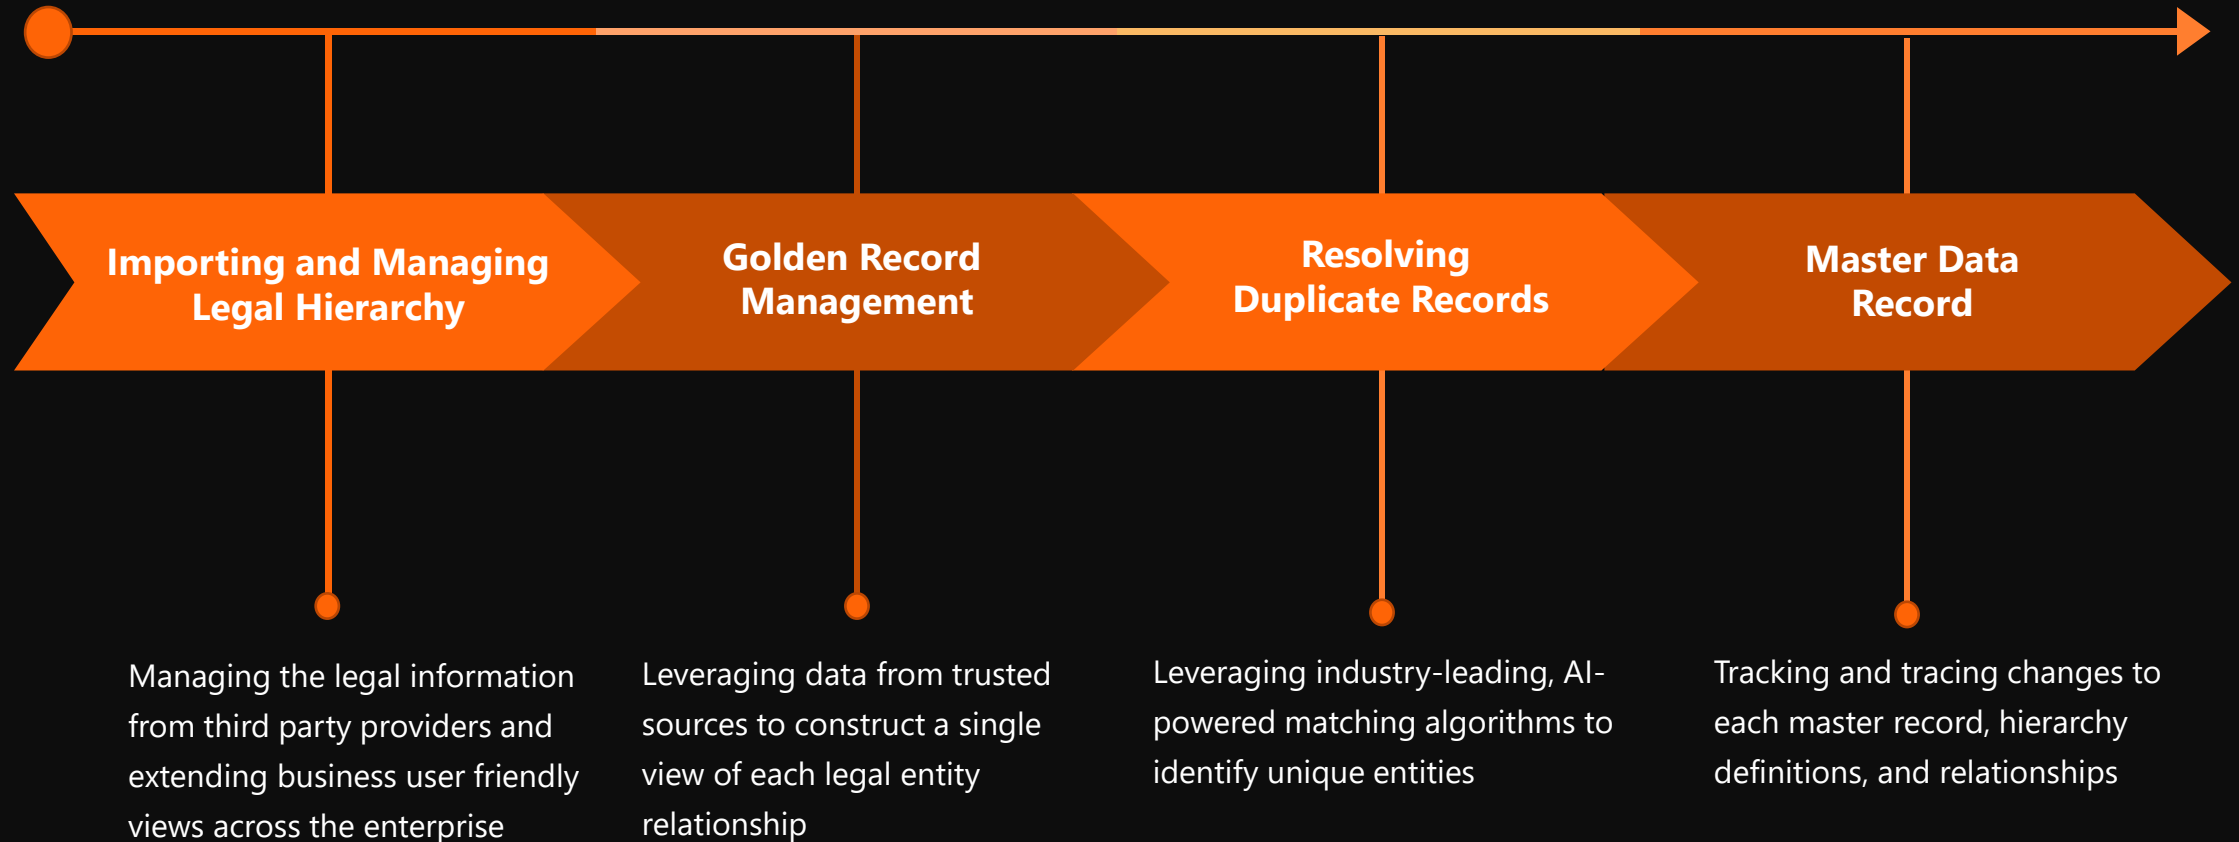 Importing and Managing
Legal Hierarchy
Golden Record
Management
Resolving
Duplicate Records
Master Data
Record
Managing the legal information
from third party providers and
extending business user friendly
views across the enterprise
Leveraging data from trusted
sources to construct a single
view of each legal entity
relationship
Leveraging industry-leading, AI-
powered matching algorithms to
identify unique entities
Tracking and tracing changes to
each master record, hierarchy
definitions, and relationships